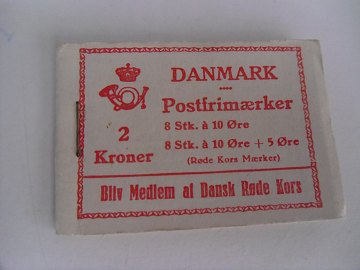 DANMARK
Postfrimærker
2 Kroner
8 Stk. à 10 Øre
8 Stk. à 10 Øre + 5 Øre
(Røde Kors Mærker)
Bliv Medlem af Dansk Røde Kors